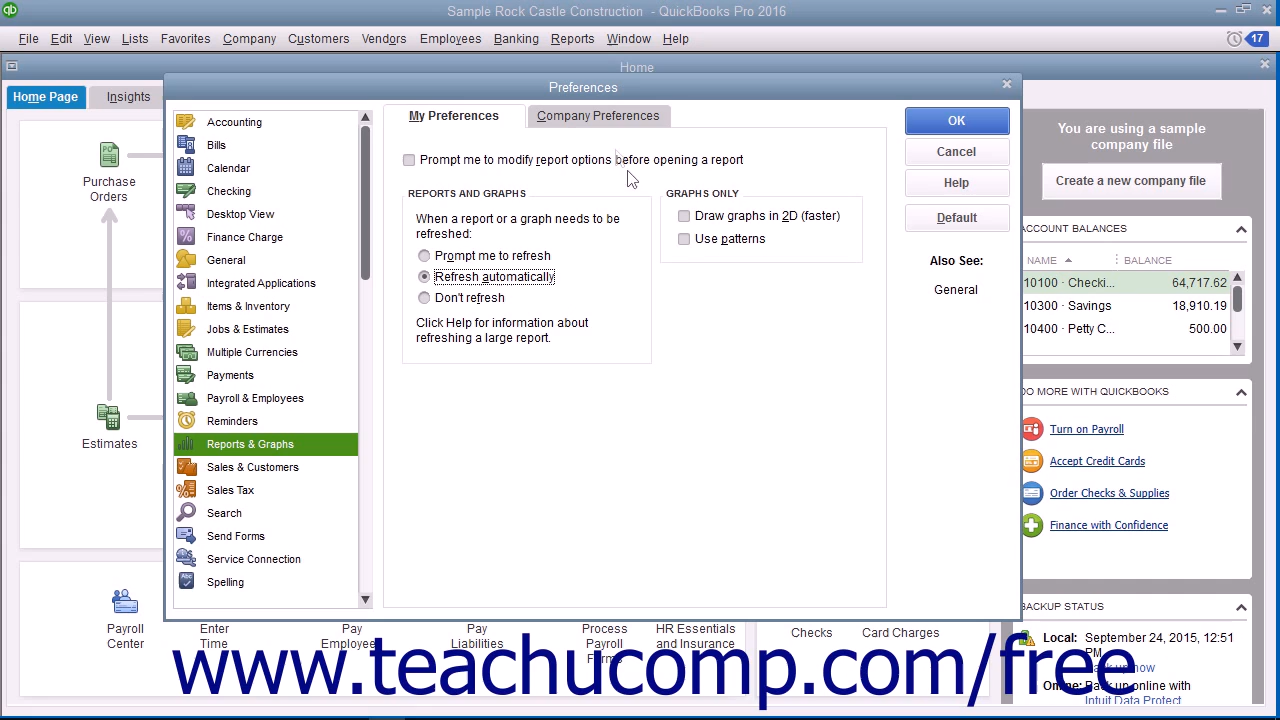 Sample Rock Castle Construction - QuickBooks Pro 2016
File Edit View Lists Favorites Company Customers Vendors Employees Banking Reports Window Help
17
Home
Home Page Insights
Preferences
Purchase
Orders
Estimates
Payroll
Center
Enter
Time
Pay
Employees
Pay
Liabilities
Process
Payroll
Forms
HR Essentials
and Insurance
Checks
Card Charges
Accounting
Bills
Calendar
Checking
Desktop View
Finance Charge
General
Integrated Applications
Items & Inventory
Jobs & Estimates
Multiple Currencies
Payments
Payroll & Employees
Reminders
Reports & Graphs
Sales & Customers
Sales Tax
Search
Send Forms
Service Connection
Spelling
My Preferences
Company Preferences
Prompt me to modify report options before opening a report
REPORTS AND GRAPHS
When a report or a graph needs to be
refreshed:
Prompt me to refresh
Refresh automatically
Don't refresh
Click Help for information about
refreshing a large report.
GRAPHS ONLY
Draw graphs in 2D (faster)
Use patterns
OK
Cancel
Help
Default
Also See:
General
You are using a sample
company file
Create a new company file
ACCOUNT BALANCES
NAME BALANCE
10100 · Checki... 64,717.62
10300 · Savings 18,910.19
10400 · Petty C... 500.00
DO MORE WITH QUICKBOOKS
Turn on Payroll
Accept Credit Cards
Order Checks & Supplies
Finance with Confidence
BACKUP STATUS
Local: September 24, 2015, 12:51
PM
Back up now
Online: Back up online with
Intuit Data Protect
www.teachucomp.com/free